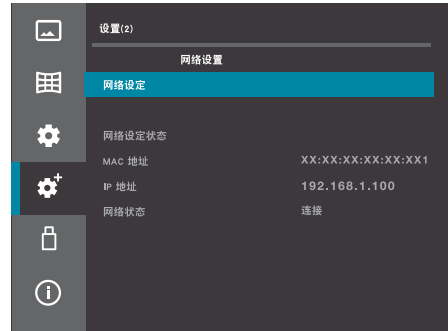 设置(2)
网络设置
网络设定
网络设定状态
MAC 地址 XX:XX:XX:XX:XX:XX1
IP 地址 192.168.1.100
网络状态 连接